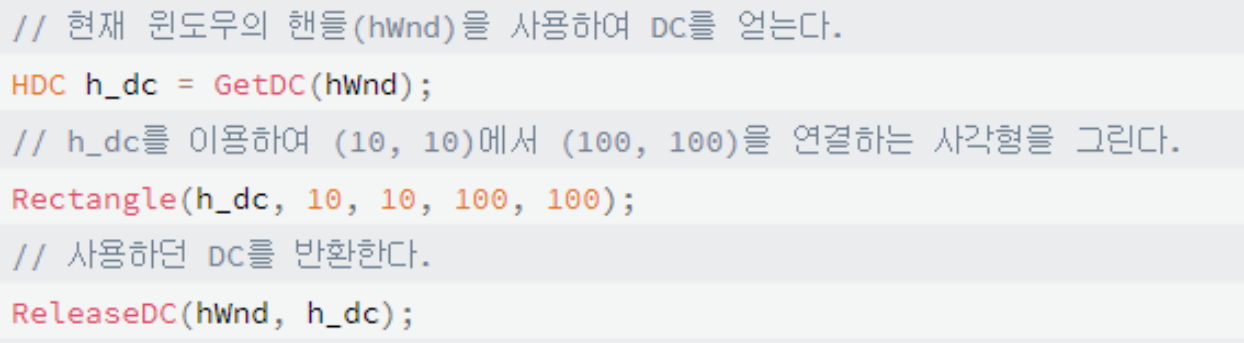 // 현재 윈도우의 핸들(hWnd)을 사용하여 DC를 얻는다.
HDC h_dc = GetDC(hWnd);
// h_dc를 이용하여 (10, 10)에서 (100, 100)을 연결하는 사각형을 그린다.
Rectangle(h_dc, 10, 10, 100, 100);
// 사용하던 DC를 반환한다.
ReleaseDC(hWnd, h_dc);